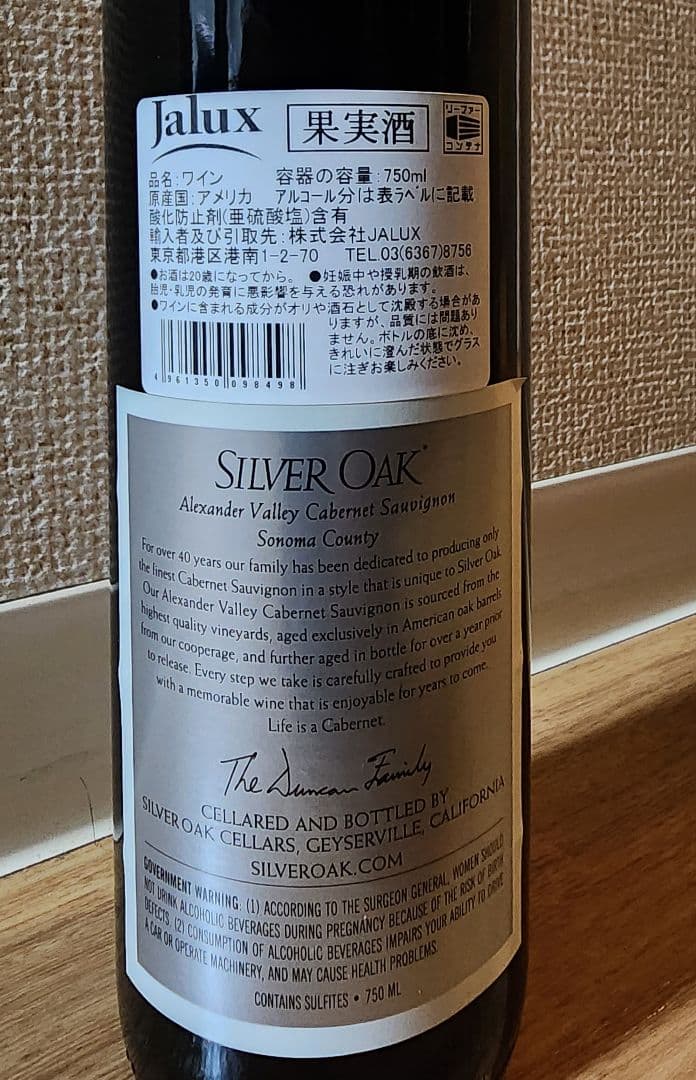 Jalux 果実酒 リーファー
コンテナ
品名:ワイン 容器の容量:750ml
原産国:アメリカ アルコール分は表ラベルに記載
酸化防止剤(亜硫酸塩)含有
輸入者及び引取先:株式会社JALUX
東京都港区港南1-2-70 TEL.03(6367)8756
●お酒は20歳になってから。 ●妊娠中や授乳期の飲酒は、
胎児・乳児の発育に悪影響を与える恐れがあります。
●ワインに含まれる成分がオリや酒石として沈殿する場合があ
りますが、品質には問題あり
ません。ボトルの底に沈め、
きれいに澄んだ状態でグラス
に注ぎお楽しみください。
4 961350 098498
SILVER OAK®
Alexander Valley Cabernet Sauvignon
Sonoma County
For over 40 years our family has been dedicated to producing only
the finest Cabernet Sauvignon in a style that is unique to Silver Oak.
Our Alexander Valley Cabernet Sauvignon is sourced from the
highest quality vineyards, aged exclusively in American oak barrels
from our cooperage, and further aged in bottle for over a year prior
to release. Every step we take is carefully crafted to provide you
with a memorable wine that is enjoyable for years to come.
Life is a Cabernet.
The Duncan Family
CELLARED AND BOTTLED BY
SILVER OAK CELLARS, GEYSERVILLE, CALIFORNIA
SILVEROAK.COM
GOVERNMENT WARNING: (1) ACCORDING TO THE SURGEON GENERAL, WOMEN SHOULD
NOT DRINK ALCOHOLIC BEVERAGES DURING PREGNANCY BECAUSE OF THE RISK OF BIRTH
DEFECTS. (2) CONSUMPTION OF ALCOHOLIC BEVERAGES IMPAIRS YOUR ABILITY TO DRIVE
A CAR OR OPERATE MACHINERY, AND MAY CAUSE HEALTH PROBLEMS.
CONTAINS SULFITES • 750 ML